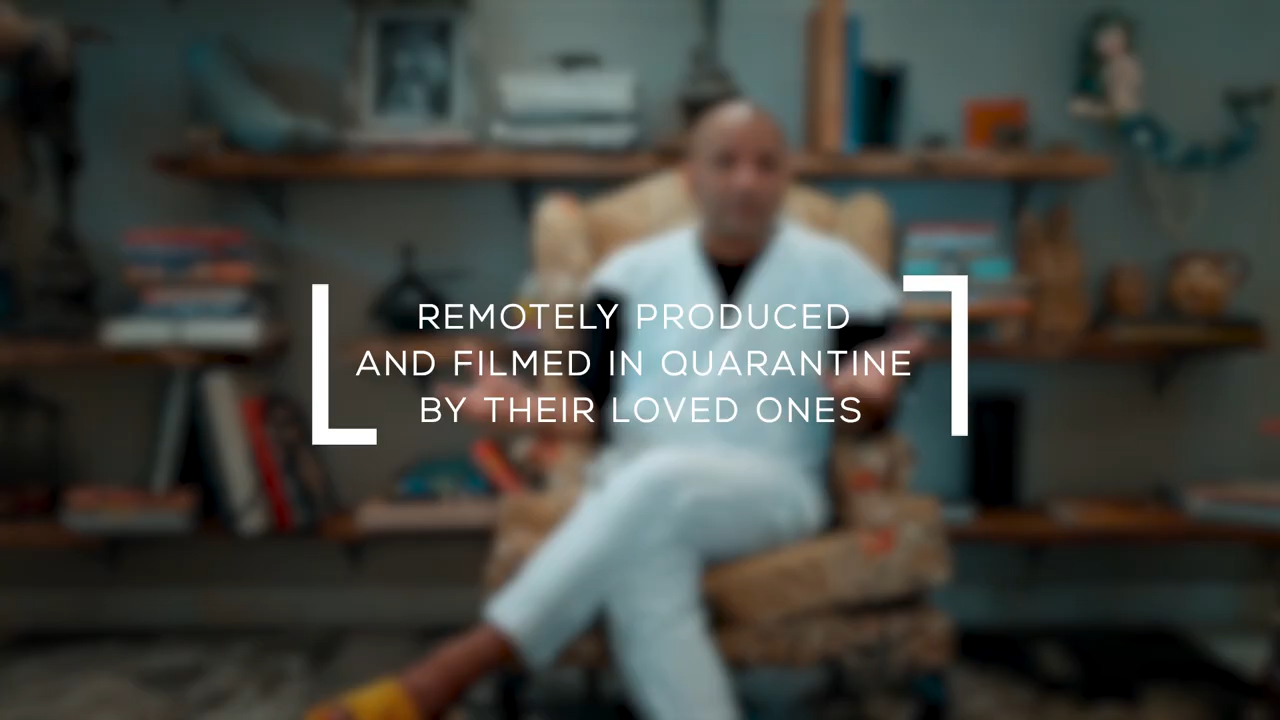 REMOTELY PRODUCED
AND FILMED IN QUARANTINE
BY THEIR LOVED ONES